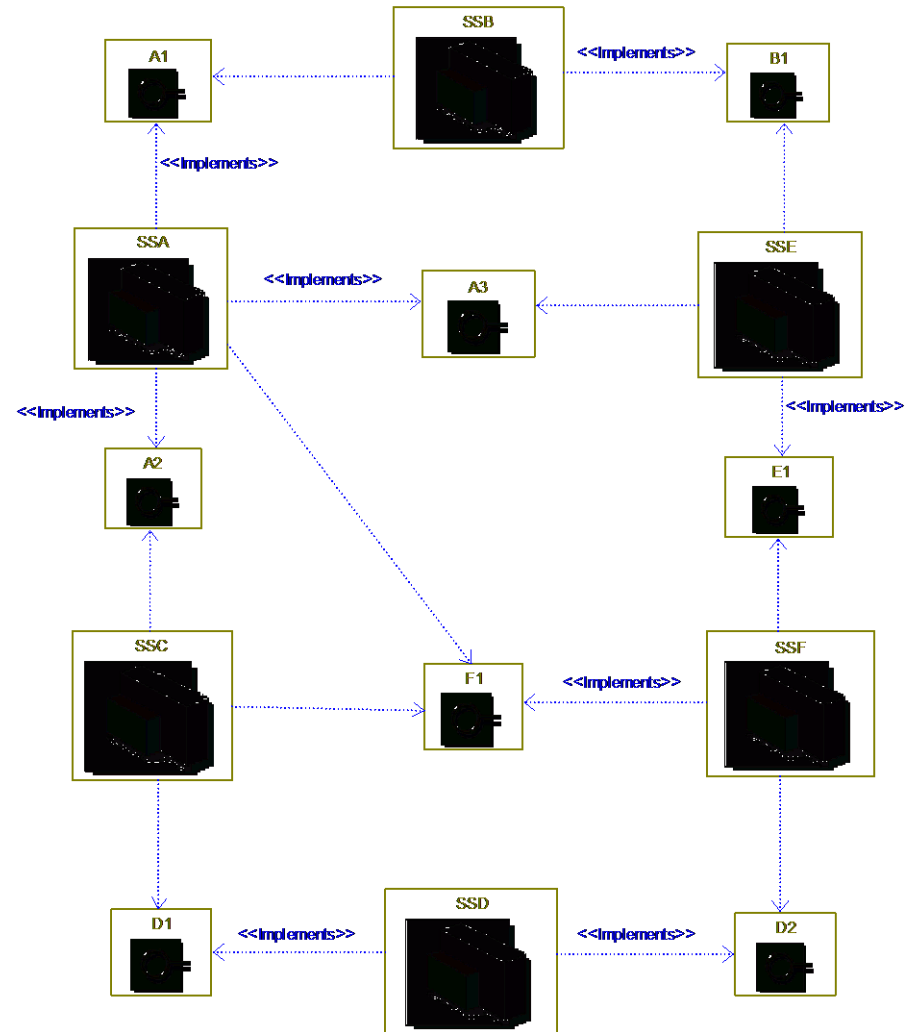 SSB
<<Implements>>
A1
B1
<<Implements>>
SSA
SSE
<<Implements>>
A3
<<Implements>>
<<Implements>>
A2
E1
SSC
SSF
F1
<<Implements>>
SSD
D1
<<Implements>>
<<Implements>>
D2